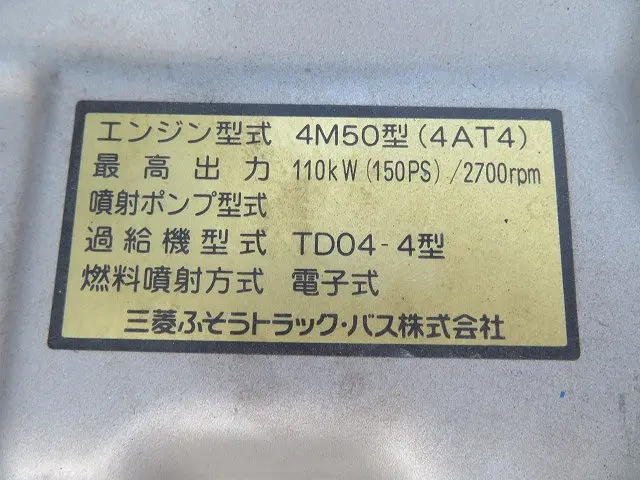 エンジン型式 4M50型(4AT4)
最高出力 110kW(150PS)/2700rpm
噴射ポンプ型式
過給機型式 TD04-4型
燃料噴射方式 電子式
三菱ふそうトラック・バス株式会社